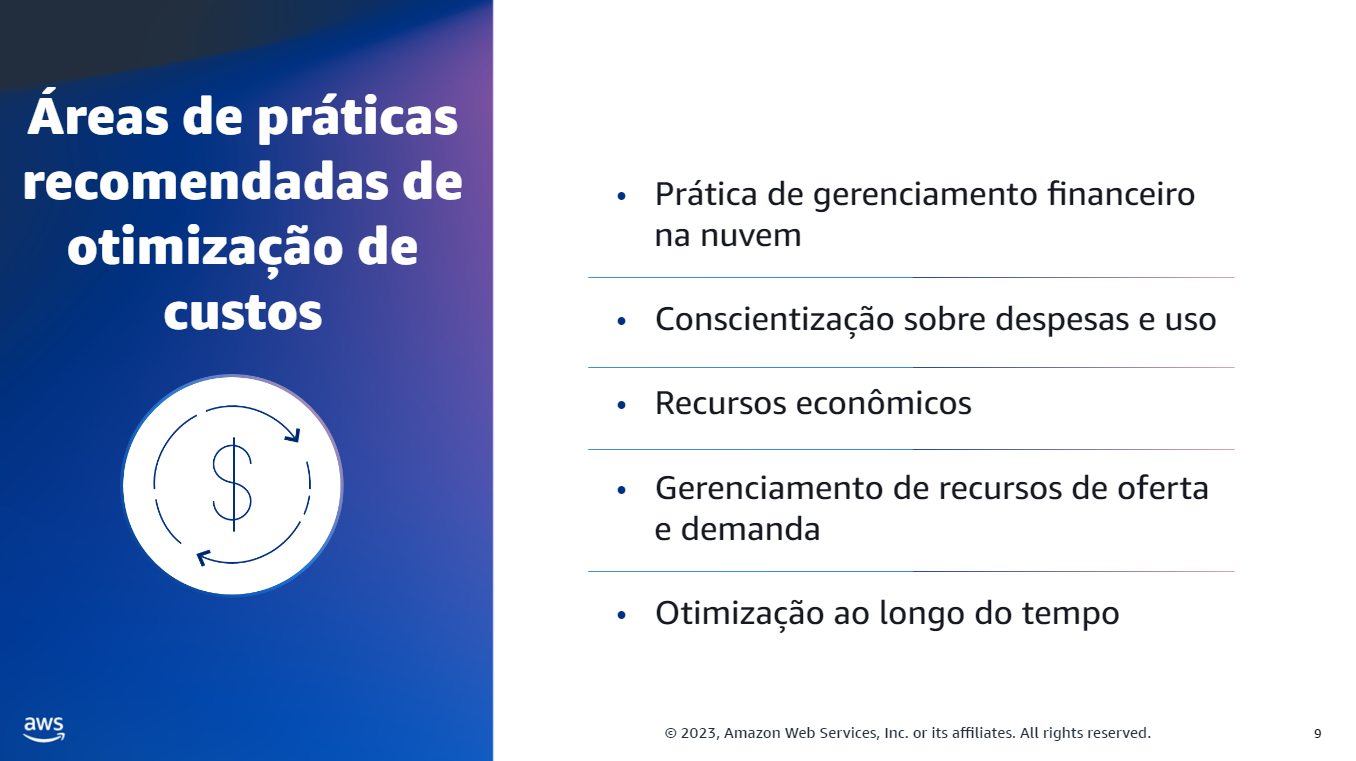 Áreas de práticas
recomendadas de
otimização de
custos
$
• Prática de gerenciamento financeiro
na nuvem
• Conscientização sobre despesas e uso
• Recursos econômicos
• Gerenciamento de recursos de oferta
e demanda
• Otimização ao longo do tempo
aws
© 2023, Amazon Web Services, Inc. or its affiliates. All rights reserved.
9